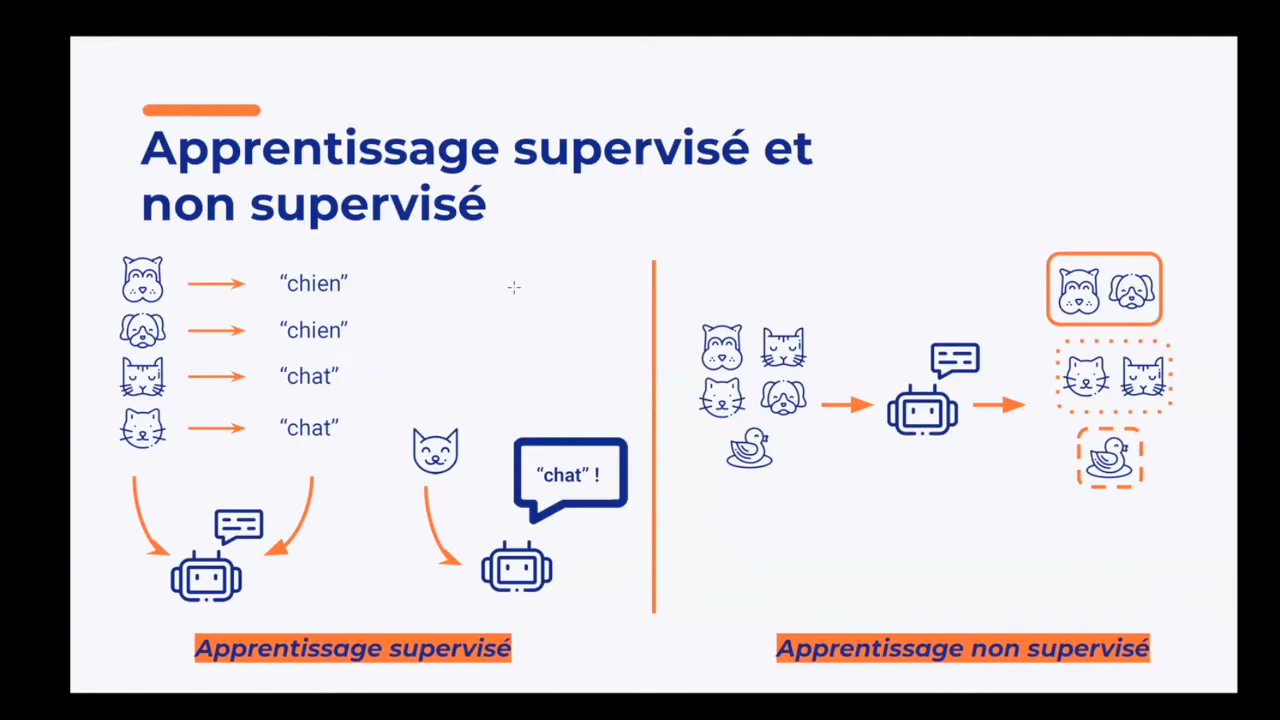 Apprentissage supervisé et
non supervisé
“chien”
“chien”
“chat”
“chat”
“chat” !
Apprentissage supervisé
Apprentissage non supervisé